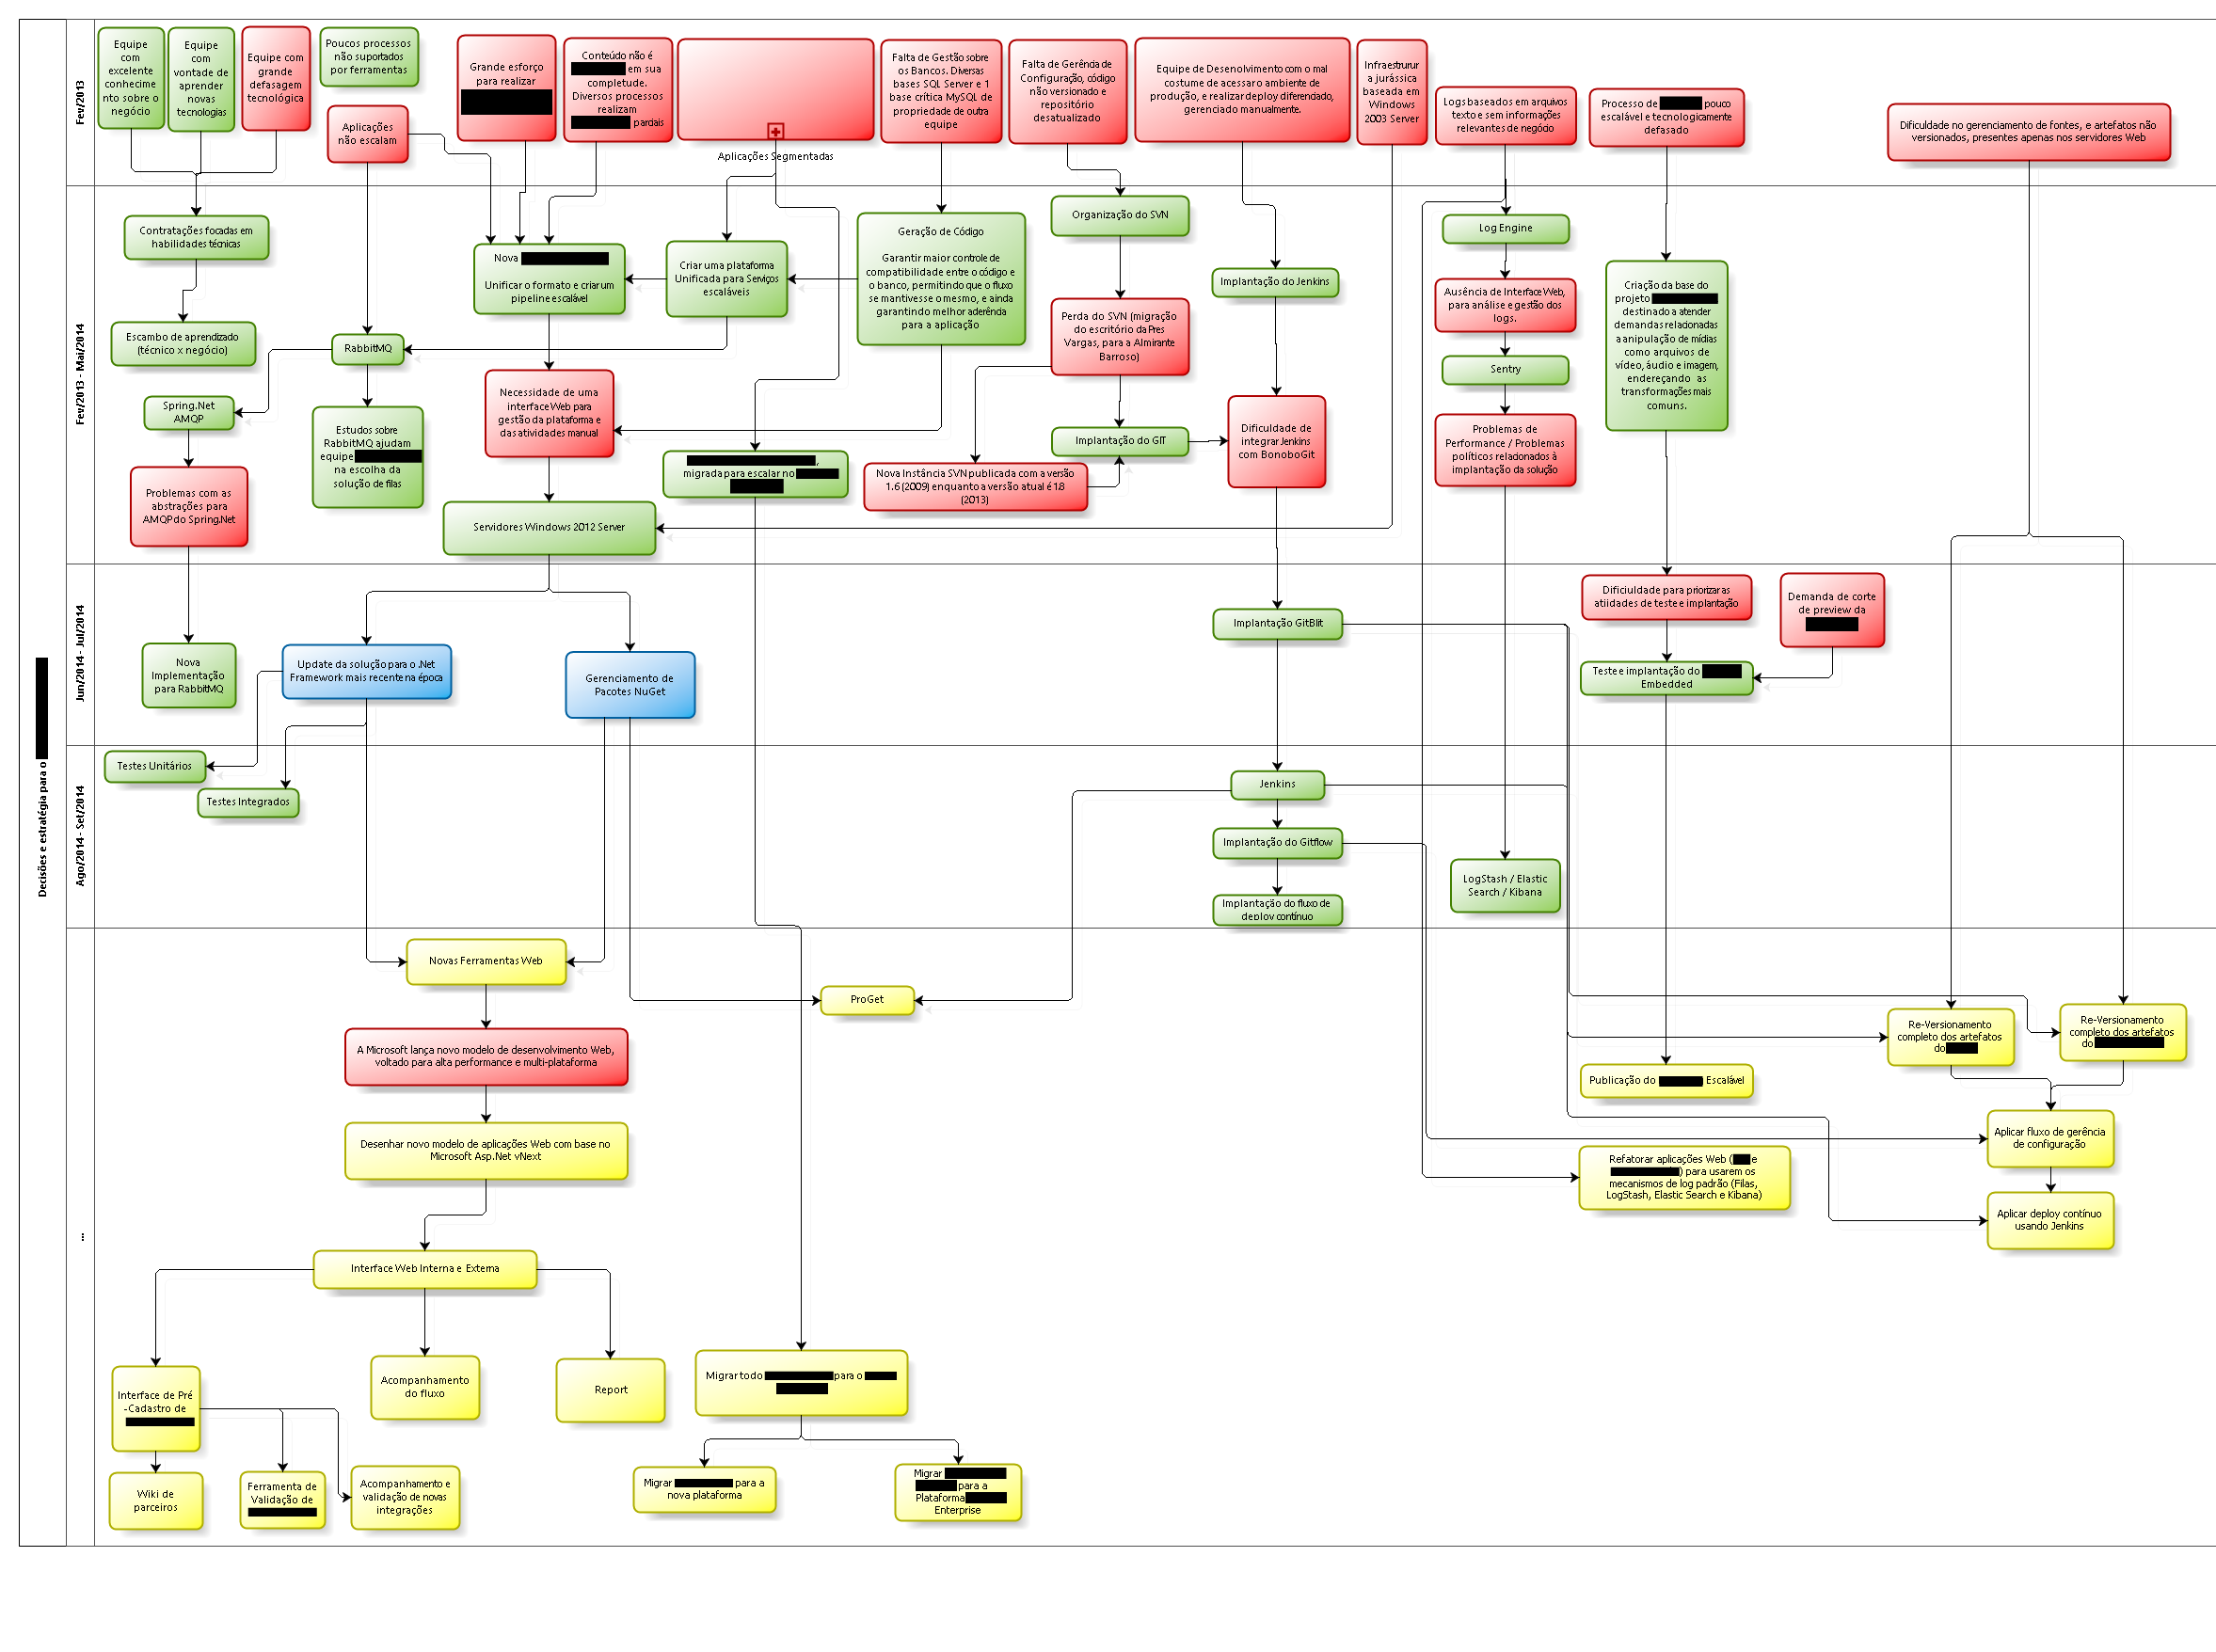 Decisões e estratégia para o
Fev/2013
Equipe
com
excelente
conhecime
nto sobre o
negócio
Equipe
com
vontade de
aprender
novas
tecnologias
Equipe com
grande
defasagem
tecnológica
Poucos processos
não suportados
por ferramentas
Aplicações
não escalam
Grande esforço
para realizar
Conteúdo não é
em sua
completude.
Diversos processos
realizam
parciais
Aplicações Segmentadas
Falta de Gestão sobre
os Bancos. Diversas
bases SQL Server e 1
base crítica MySQL de
propriedade de outra
equipe
Falta de Gerência de
Configuração, código
não versionado e
repositório
desatualizado
Equipe de Desenolvimento com o mal
costume de acessar o ambiente de
produção, e realizar deploy diferenciado,
gerenciado manualmente.
Infraestrurur
a jurássica
baseada em
Windows
2003 Server
Logs baseados em arquivos
texto e sem informações
relevantes de negócio
Processo de pouco
escalável e tecnologicamente
defasado
Dificuldade no gerenciamento de fontes, e artefatos não
versionados, presentes apenas nos servidores Web
Fev/2013 - Mai/2014
Contratações focadas em
habilidades técnicas
Escambo de aprendizado
(técnico x negócio)
RabbitMQ
Spring.Net
AMQP
Estudos sobre
RabbitMQ ajudam
equipe
na escolha da
solução de filas
Problemas com as
abstrações para
AMQP do Spring.Net
Nova
Unificar o formato e criar um
pipeline escalável
Criar uma plataforma
Unificada para Serviços
escaláveis
Geração de Código
Garantir maior controle de
compatibilidade entre o código e
o banco, permitindo que o fluxo
se mantivesse o mesmo, e ainda
garantindo melhor aderência
para a aplicação
Necessidade de uma
interface Web para
gestão da plataforma e
das atividades manual
,
migrada para escalar no
Servidores Windows 2012 Server
Organização do SVN
Perda do SVN (migração
do escritório da Pres
Vargas, para a Almirante
Barroso)
Implantação do GIT
Nova Instância SVN publicada com a versão
1.6 (2009) enquanto a versão atual é 1.8
(2013)
Implantação do Jenkins
Dificuldade de
integrar Jenkins
com BonoboGit
Log Engine
Ausência de Interface Web,
para análise e gestão dos
logs.
Sentry
Problemas de
Performance / Problemas
políticos relacionados à
implantação da solução
Criação da base do
projeto
destinado a atender
demandas relacionadas
a anipulação de mídias
como arquivos de
vídeo, áudio e imagem,
endereçando as
transformações mais
comuns.
Jun/2014 - Jul/2014
Nova
Implementação
para RabbitMQ
Update da solução para o .Net
Framework mais recente na época
Gerenciamento de
Pacotes NuGet
Implantação GitBlit
Dificiuldade para priorizar as
atiidades de teste e implantação
Demanda de corte
de preview da
Teste e implantação do
Embedded
Ago/2014 - Set/2014
Testes Unitários
Testes Integrados
Jenkins
Implantação do Gitflow
Implantação do fluxo de
deploy contínuo
LogStash / Elastic
Search / Kibana
...
Novas Ferramentas Web
ProGet
A Microsoft lança novo modelo de desenvolvimento Web,
voltado para alta performance e multi-plataforma
Desenhar novo modelo de aplicações Web com base no
Microsoft Asp.Net vNext
Interface Web Interna e Externa
Interface de Pré
-Cadastro de
Acompanhamento
do fluxo
Report
Wiki de
parceiros
Ferramenta de
Validação de
Acompanhamento e
validação de novas
integrações
Migrar todo para o
Migrar para a
nova plataforma
Migrar
para a
Plataforma
Enterprise
Re-Versionamento
completo dos artefatos
do
Re-Versionamento
completo dos artefatos
do
Publicação do Escalável
Aplicar fluxo de gerência
de configuração
Refatorar aplicações Web ( e
) para usarem os
mecanismos de log padrão (Filas,
LogStash, Elastic Search e Kibana)
Aplicar deploy contínuo
usando Jenkins